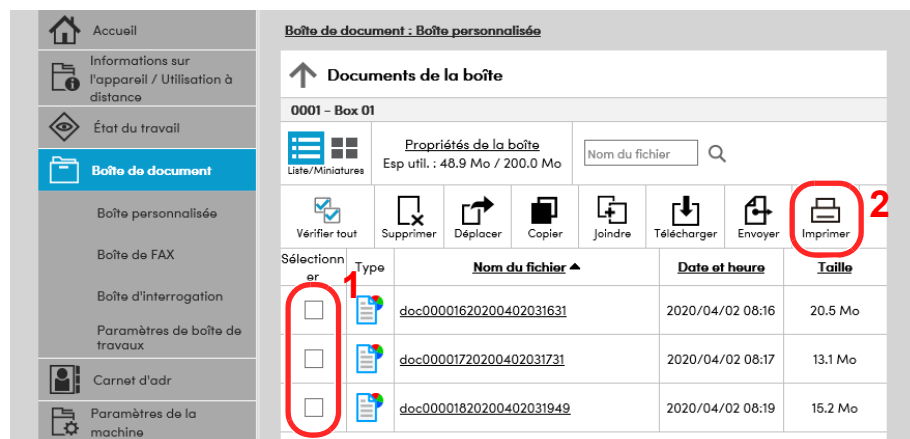 Accueil
Informations sur
l'appareil / Utilisation à
distance
État du travail
Boîte de document
Boîte personnalisée
Boîte de FAX
Boîte d'interrogation
Paramètres de boîte de
travaux
Carnet d'adr
Paramètres de la
machine
Boîte de document : Boîte personnalisée
Documents de la boîte
0001 - Box 01
Liste/Miniatures
Propriétés de la boîte
Esp util. : 48.9 Mo / 200.0 Mo
Nom du fichier
Vérifier tout
Supprimer
Déplacer
Copier
Joindre
Télécharger
Envoyer
Imprimer
2
Sélectionn
er
Type
Nom du fichier
Date et heure
Taille
1
doc00001620200402031631 2020/04/02 08:16 20.5 Mo
doc00001720200402031731 2020/04/02 08:17 13.1 Mo
doc00001820200402031949 2020/04/02 08:19 15.2 Mo